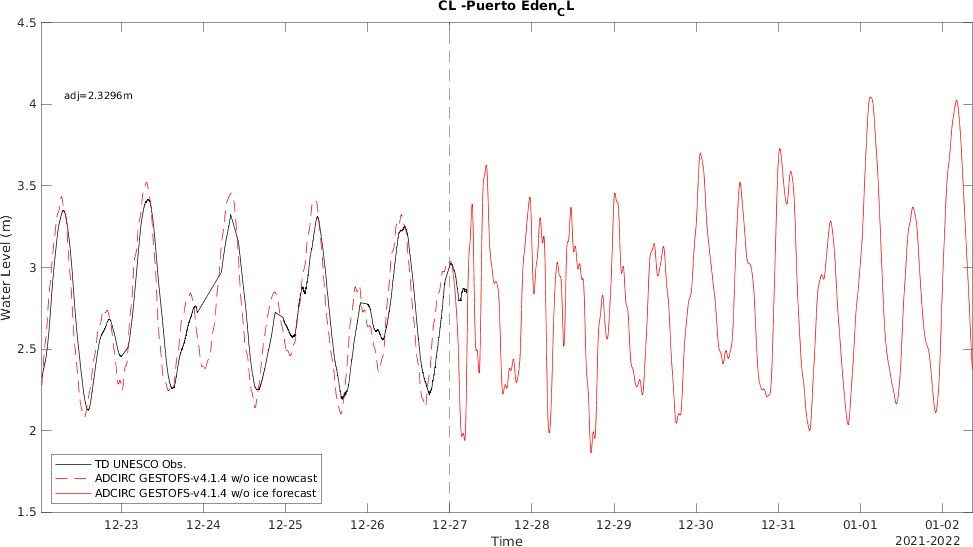 CL -Puerto Eden_CL
4.5
adj=2.3296m
4
3.5
3
2.5
2
1.5
Water Level (m)
TD UNESCO Obs.
ADCIRC GESTOFS-v4.1.4 w/o ice nowcast
ADCIRC GESTOFS-v4.1.4 w/o ice forecast
12-23 12-24 12-25 12-26 12-27 12-28 12-29 12-30 12-31 01-01 01-02
Time
2021-2022